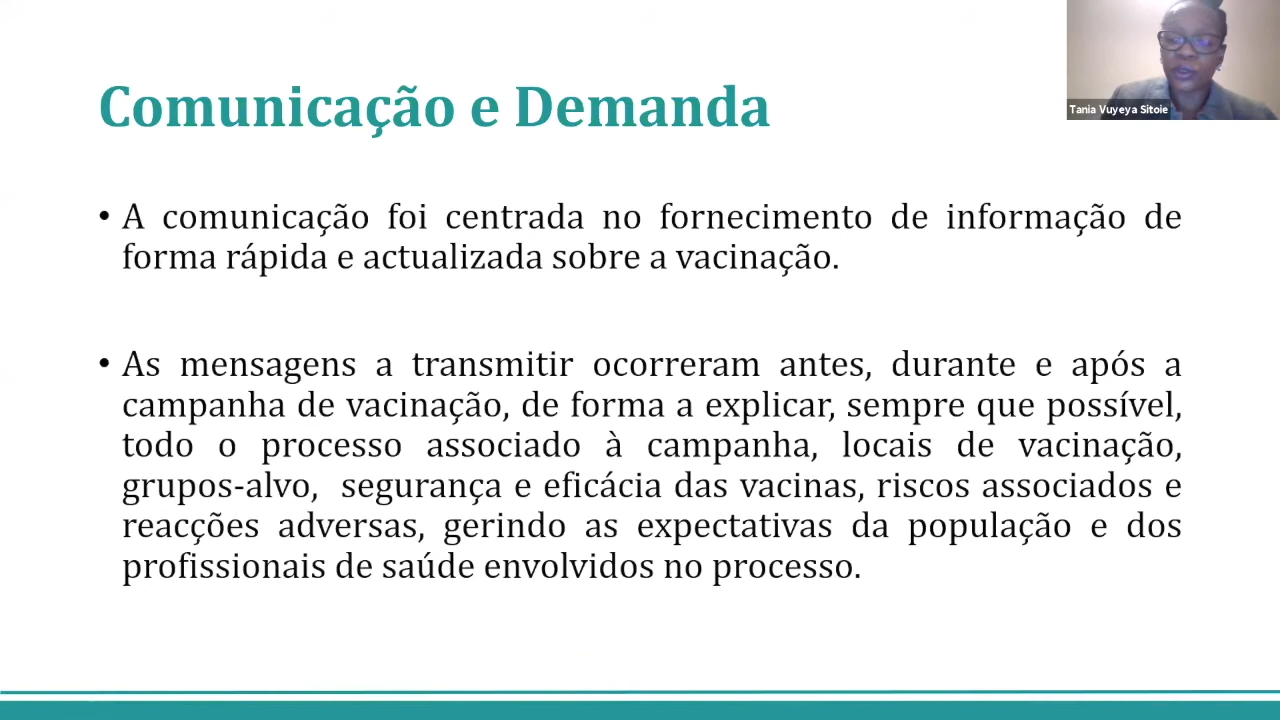 Comunicação e Demanda
Tania Vuyeya Sitoie
• A comunicação foi centrada no fornecimento de informação de
forma rápida e actualizada sobre a vacinação.
• As mensagens a transmitir ocorreram antes, durante e após a
campanha de vacinação, de forma a explicar, sempre que possível,
todo o processo associado à campanha, locais de vacinação,
grupos-alvo, segurança e eficácia das vacinas, riscos associados e
reacções adversas, gerindo as expectativas da população e dos
profissionais de saúde envolvidos no processo.